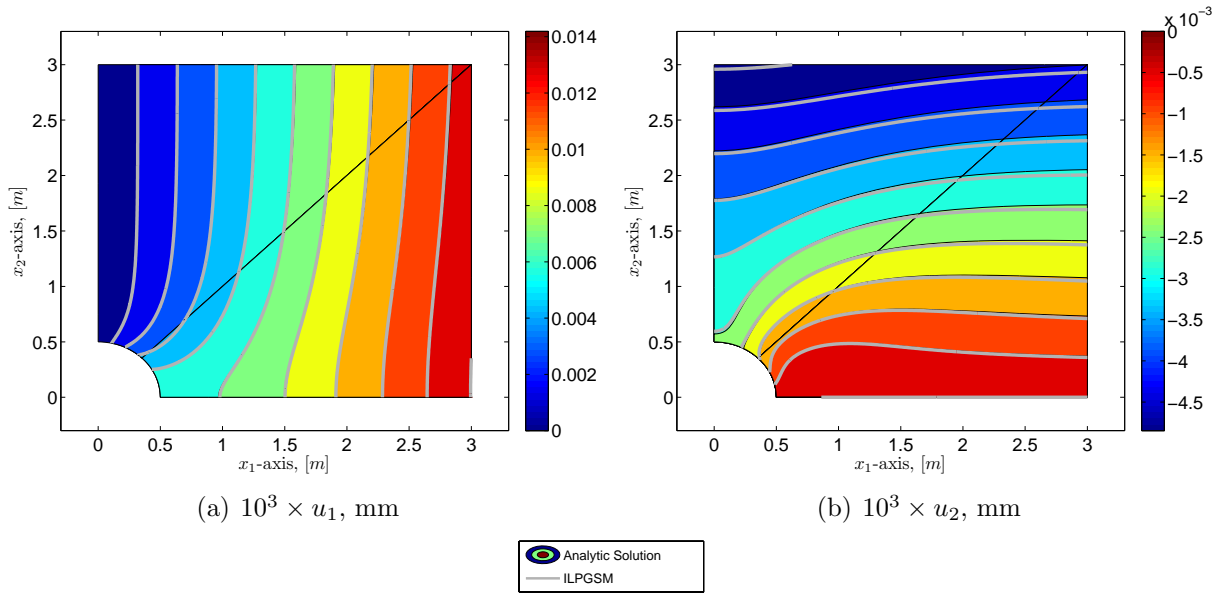 0.014
0.012
0.01
0.008
0.006
0.004
0.002
0
3
2.5
2
1.5
1
0.5
0
x₂-axis, [m]
0 0.5 1 1.5 2 2.5 3
x₁-axis, [m]
(a) 10³ × u₁, mm
x 10⁻³
0
−0.5
−1
−1.5
−2
−2.5
−3
−3.5
−4
−4.5
3
2.5
2
1.5
1
0.5
0
x₂-axis, [m]
0 0.5 1 1.5 2 2.5 3
x₁-axis, [m]
(b) 10³ × u₂, mm
Analytic Solution
ILPGSM